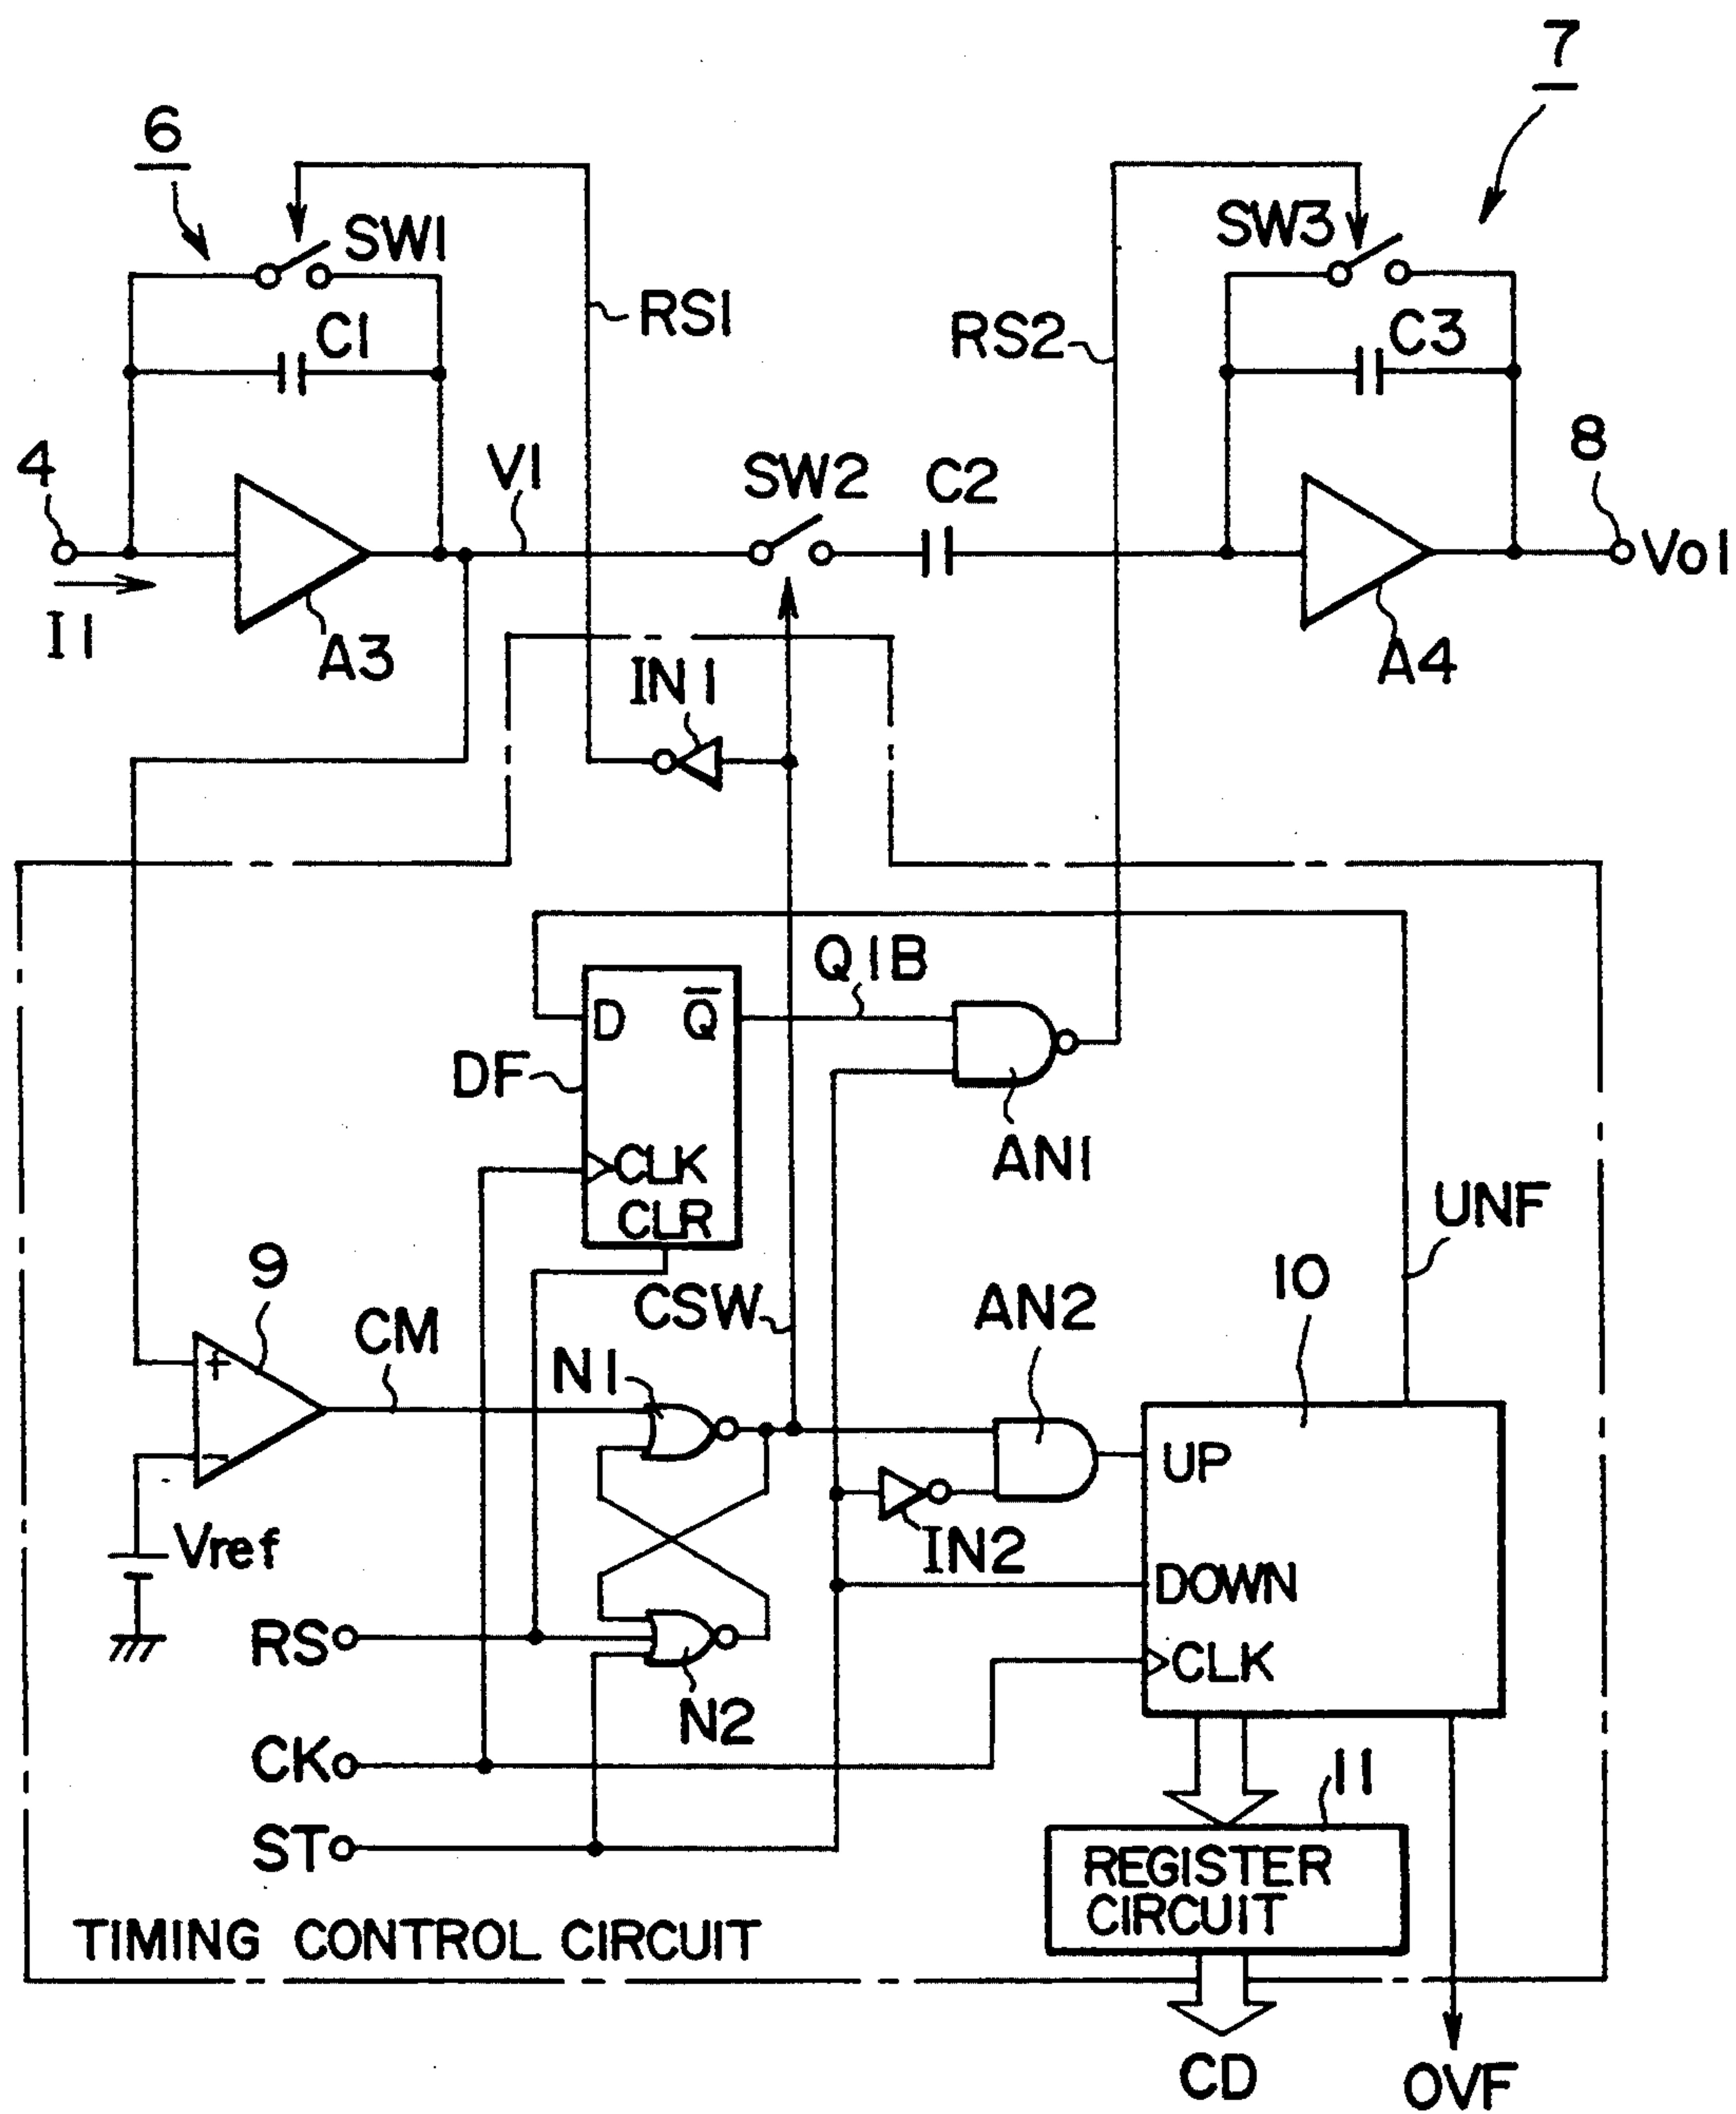 7
6
SW1
SW3
RS1
C1
RS2
C3
4
V1
SW2
C2
8
Vo1
I1
A3
IN1
A4
Q1B
D
Q̅
DF
AN1
CLK
CLR
UNF
9
CSW
10
CM
AN2
N1
+
−
UP
Vref
IN2
DOWN
RS
CLK
N2
CK
11
ST
REGISTER
CIRCUIT
TIMING CONTROL CIRCUIT
CD
OVF